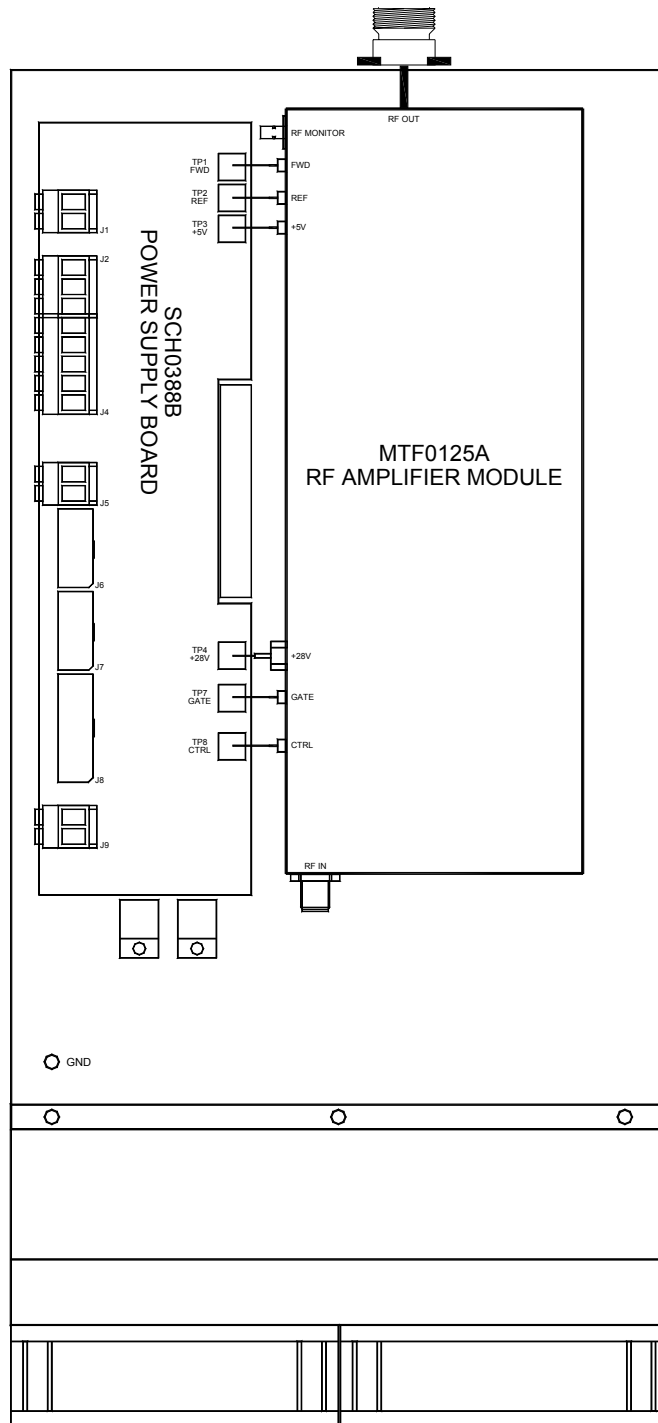 RF OUT
RF MONITOR
TP1
FWD
FWD
TP2
REF
REF
TP3
+5V
+5V
J1
J2
J4
SCH0388B
POWER SUPPLY BOARD
MTF0125A
RF AMPLIFIER MODULE
J5
J6
J7
J8
J9
TP4
+28V
+28V
TP7
GATE
GATE
TP8
CTRL
CTRL
RF IN
GND